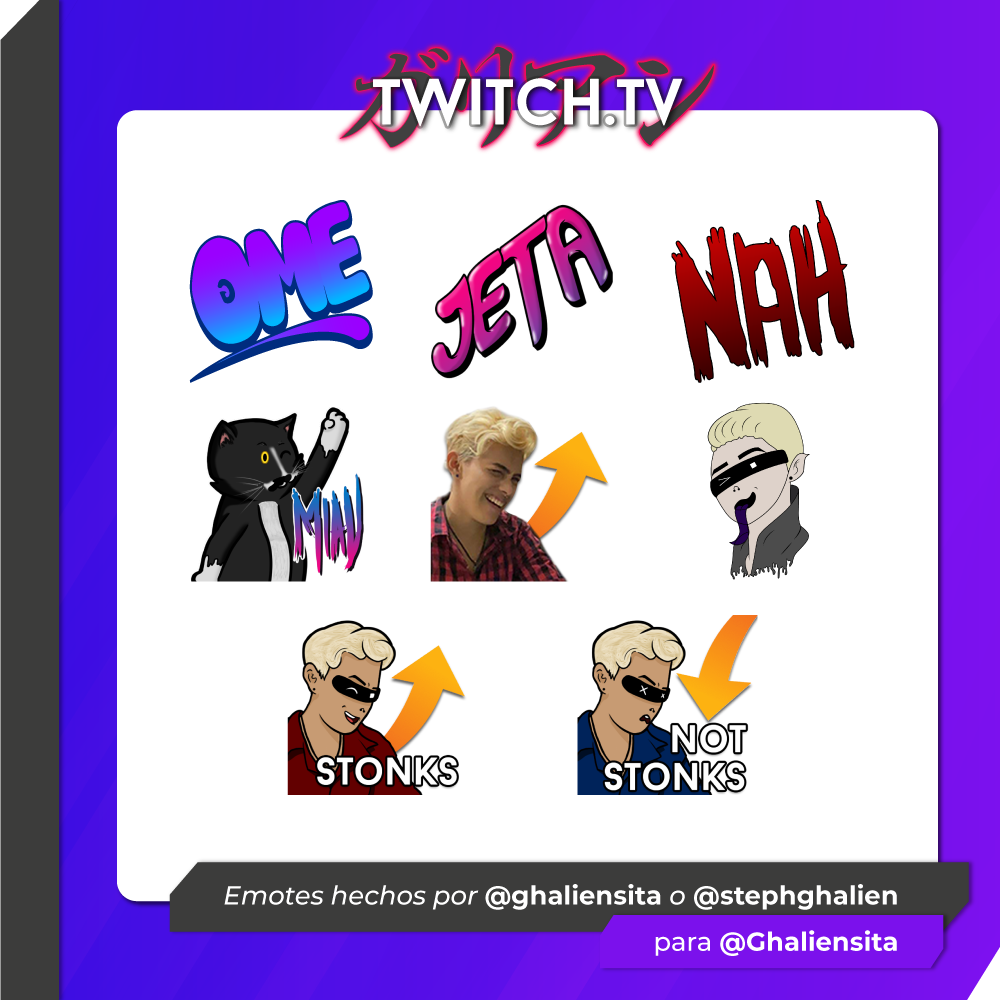 ガリアン
TWITCH.TV
OME
JETA
NAH
MIAU
STONKS
NOT
STONKS
Emotes hechos por @ghaliensita o @stephghalien
para @Ghaliensita